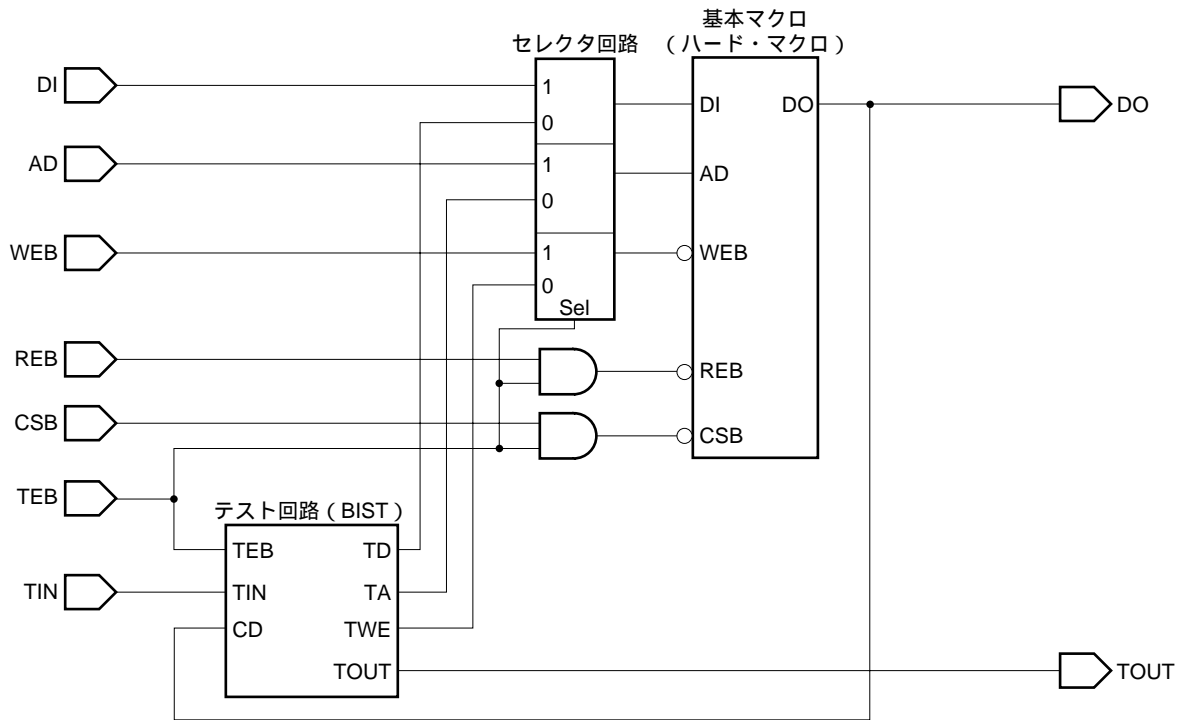 基本マクロ
セレクタ回路
（ハード・マクロ）
DI
1
0
DI
DO
DO
AD
1
0
AD
WEB
1
0
WEB
Sel
REB
REB
CSB
CSB
TEB
テスト回路（BIST）
TEB
TD
TIN
TIN
TA
CD
TWE
TOUT
TOUT